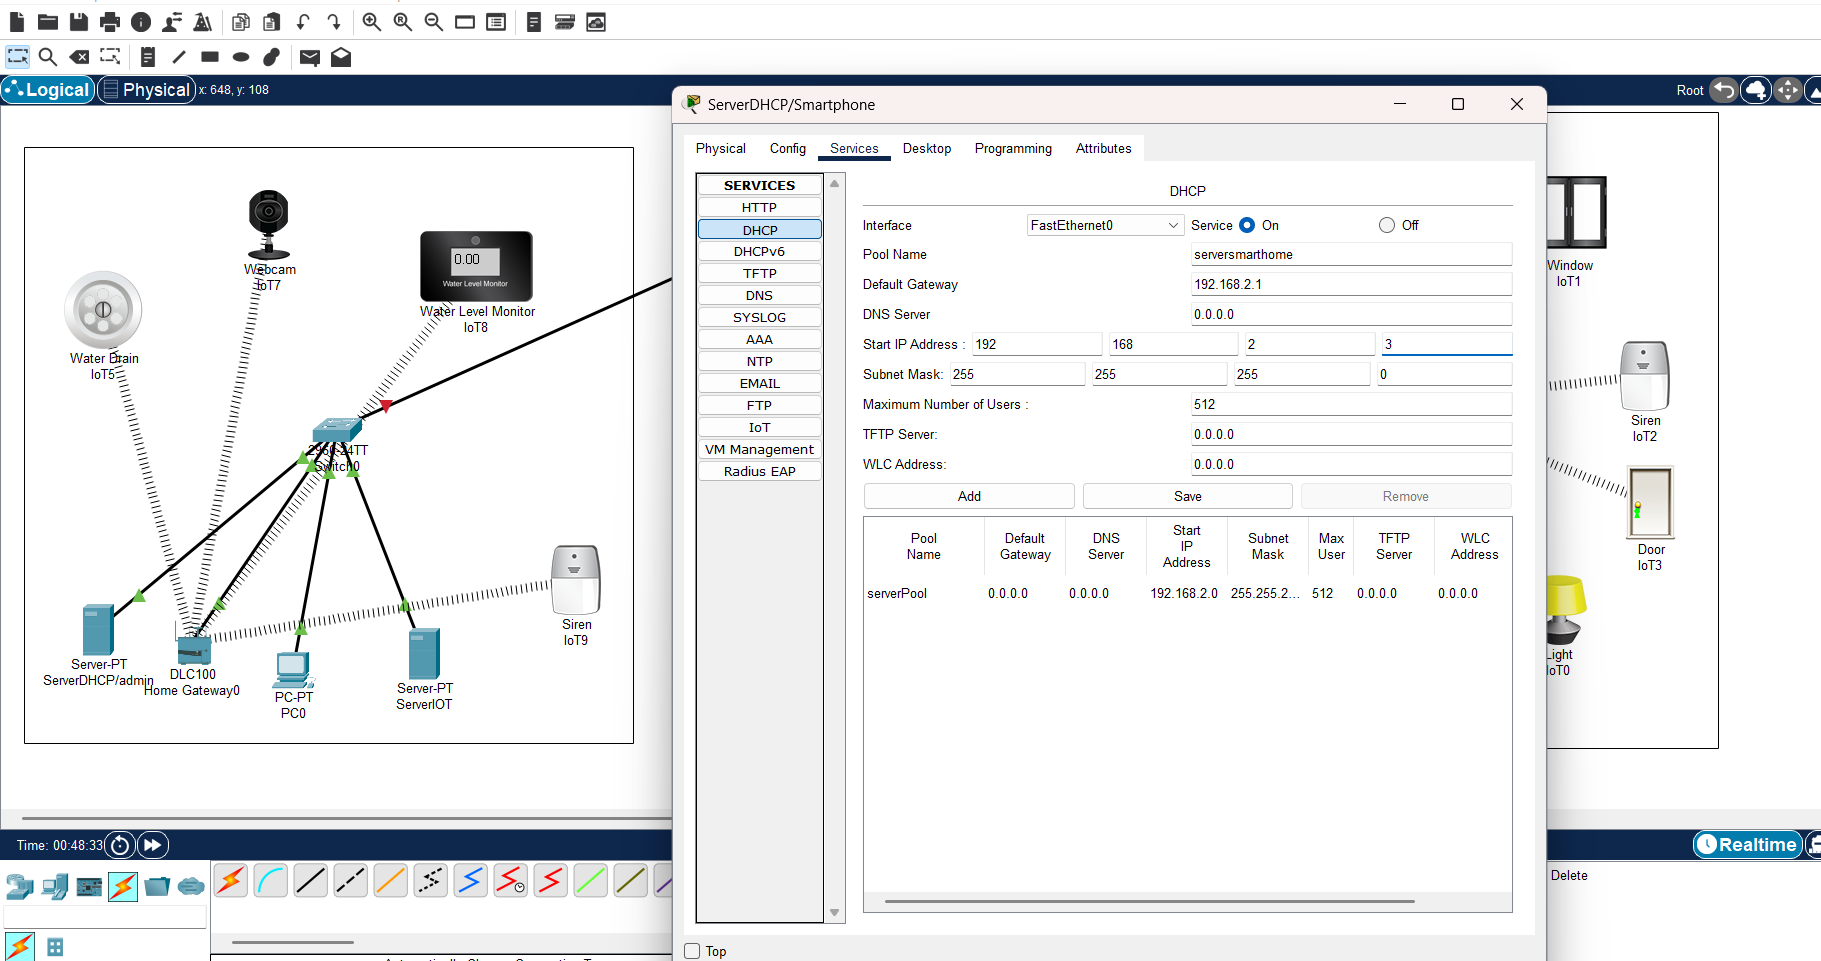 Logical
Physical
x: 648, y: 108
Root
ServerDHCP/Smartphone
Physical
Config
Services
Desktop
Programming
Attributes
SERVICES
HTTP
DHCP
DHCPv6
TFTP
DNS
SYSLOG
AAA
NTP
EMAIL
FTP
IoT
VM Management
Radius EAP
DHCP
Interface
FastEthernet0
Service
On
Off
Pool Name
serversmarthome
Default Gateway
192.168.2.1
DNS Server
0.0.0.0
Start IP Address :
192
168
2
3
Subnet Mask:
255
255
255
0
Maximum Number of Users :
512
TFTP Server:
0.0.0.0
WLC Address:
0.0.0.0
Add
Save
Remove
Pool Name
Default Gateway
DNS Server
Start IP Address
Subnet Mask
Max User
TFTP Server
WLC Address
serverPool
0.0.0.0
0.0.0.0
192.168.2.0
255.255.2...
512
0.0.0.0
0.0.0.0
Top
Webcam
IoT7
0.00
Water Level Monitor
Water Level Monitor
IoT8
Water Drain
IoT5
2960-24TT
Switch0
Siren
IoT9
Server-PT
ServerDHCP/admin
DLC100
Home Gateway0
PC-PT
PC0
Server-PT
ServerIOT
Window
IoT1
Siren
IoT2
Door
IoT3
Light
IoT0
Time: 00:48:33
Realtime
Delete